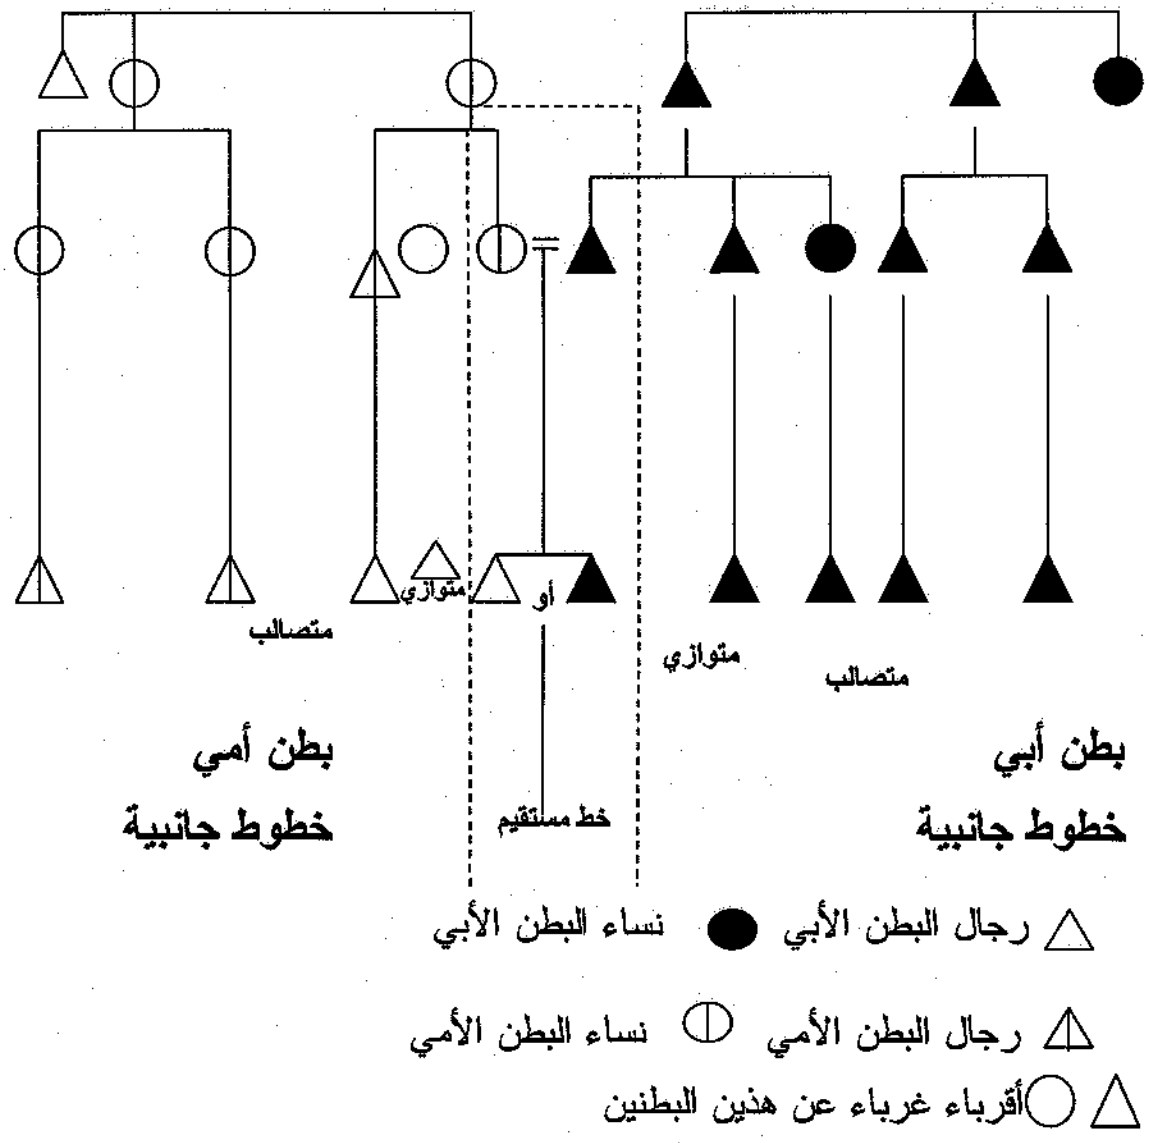 متوازي
أو
متصالب
متوازي
متصالب
بطن أبي
بطن أمي
خطوط جانبية
خط مستقيم
خطوط جانبية
رجال البطن الأبي
نساء البطن الأبي
رجال البطن الأمي
نساء البطن الأمي
أقرباء غرباء عن هذين البطنين